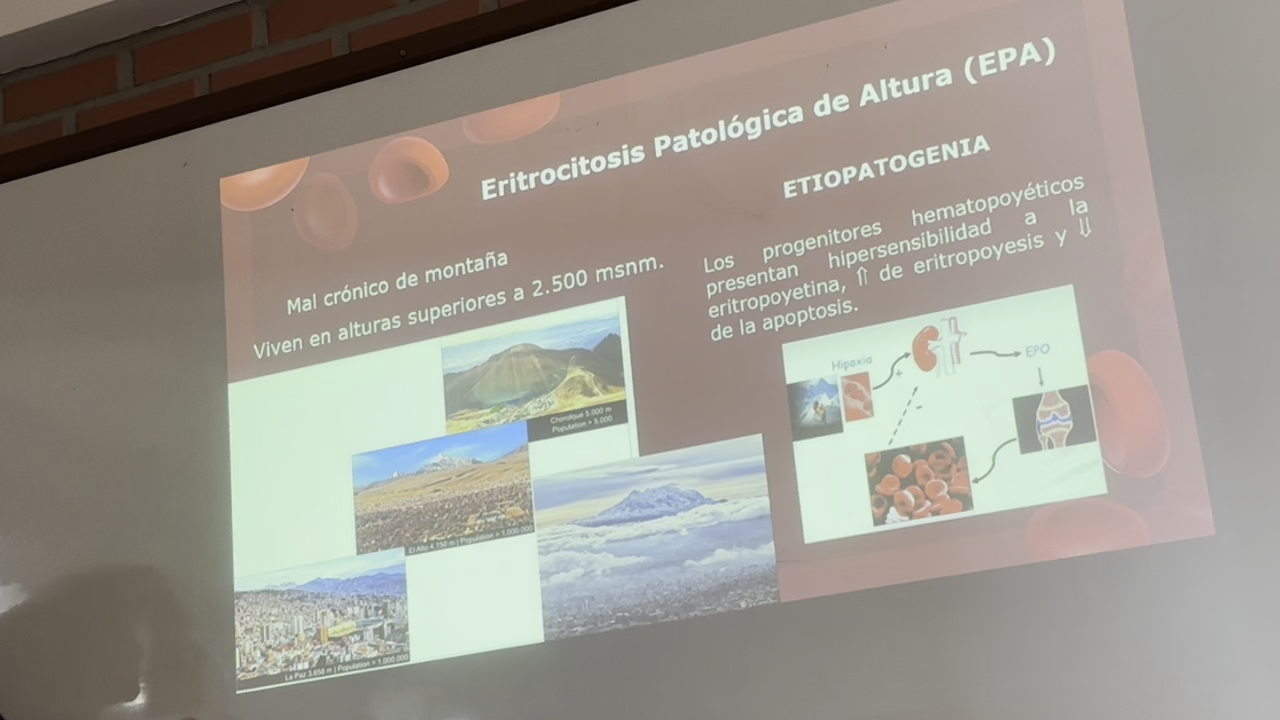 Eritrocitosis Patológica de Altura (EPA)
Mal crónico de montaña
Viven en alturas superiores a 2.500 msnm.
Chorolque 5.000 m
Population > 5.000
El Alto 4.150 m | Population > 1.000.000
La Paz 3.658 m | Population > 1.000.000
ETIOPATOGENIA
Los progenitores hematopoyéticos
presentan hipersensibilidad a la
eritropoyetina, ⇑ de eritropoyesis y ⇓
de la apoptosis.
Hipoxia
+
EPO
-